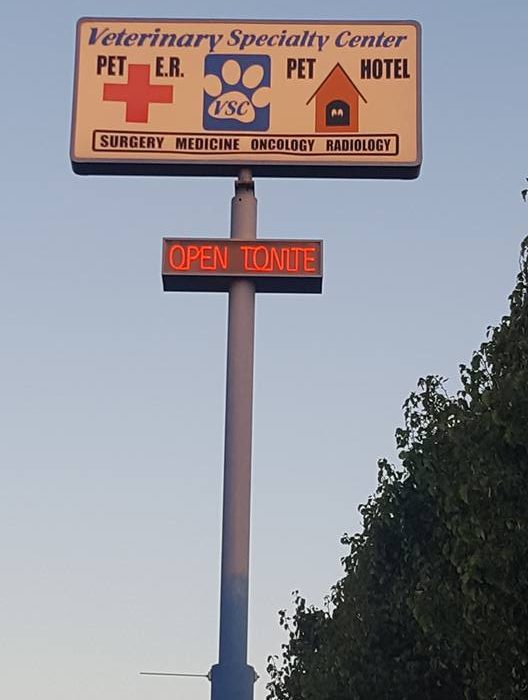 Veterinary Specialty Center
PET E.R. PET HOTEL
VSC
SURGERY MEDICINE ONCOLOGY RADIOLOGY
OPEN TONITE